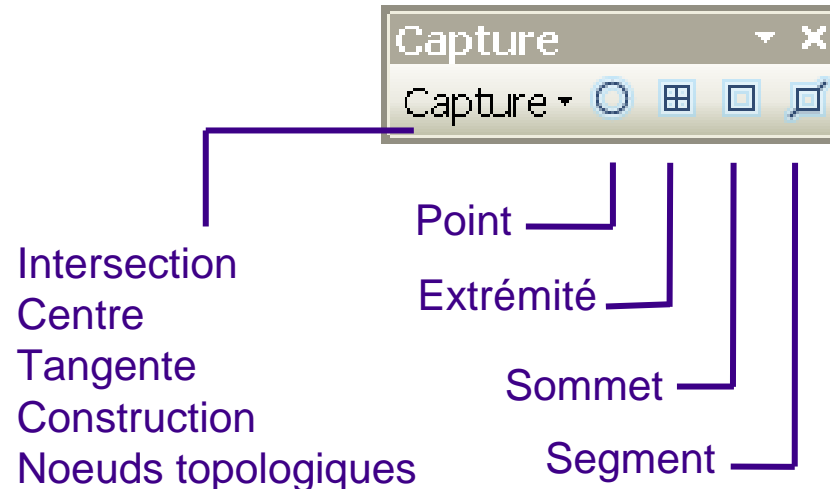 Capture
Capture
Point
Extrémité
Sommet
Segment
Intersection
Centre
Tangente
Construction
Noeuds topologiques